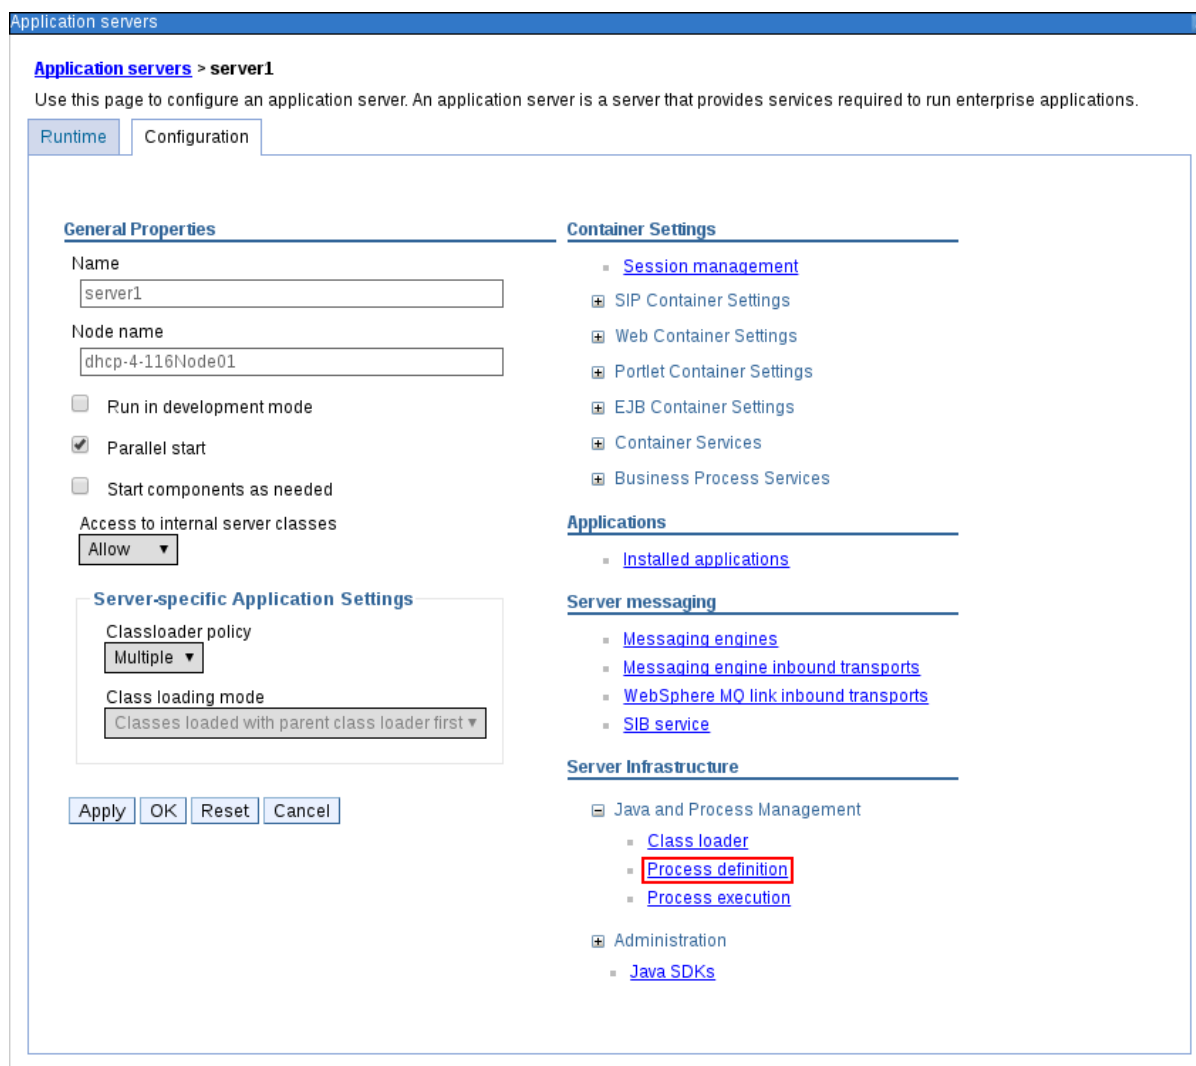 Application servers
Application servers > server1
Use this page to configure an application server. An application server is a server that provides services required to run enterprise applications.
Runtime
Configuration
General Properties
Name
server1
Node name
dhcp-4-116Node01
Run in development mode
Parallel start
Start components as needed
Access to internal server classes
Allow
Server-specific Application Settings
Classloader policy
Multiple
Class loading mode
Classes loaded with parent class loader first
Apply
OK
Reset
Cancel
Container Settings
Session management
SIP Container Settings
Web Container Settings
Portlet Container Settings
EJB Container Settings
Container Services
Business Process Services
Applications
Installed applications
Server messaging
Messaging engines
Messaging engine inbound transports
WebSphere MQ link inbound transports
SIB service
Server Infrastructure
Java and Process Management
Class loader
Process definition
Process execution
Administration
Java SDKs